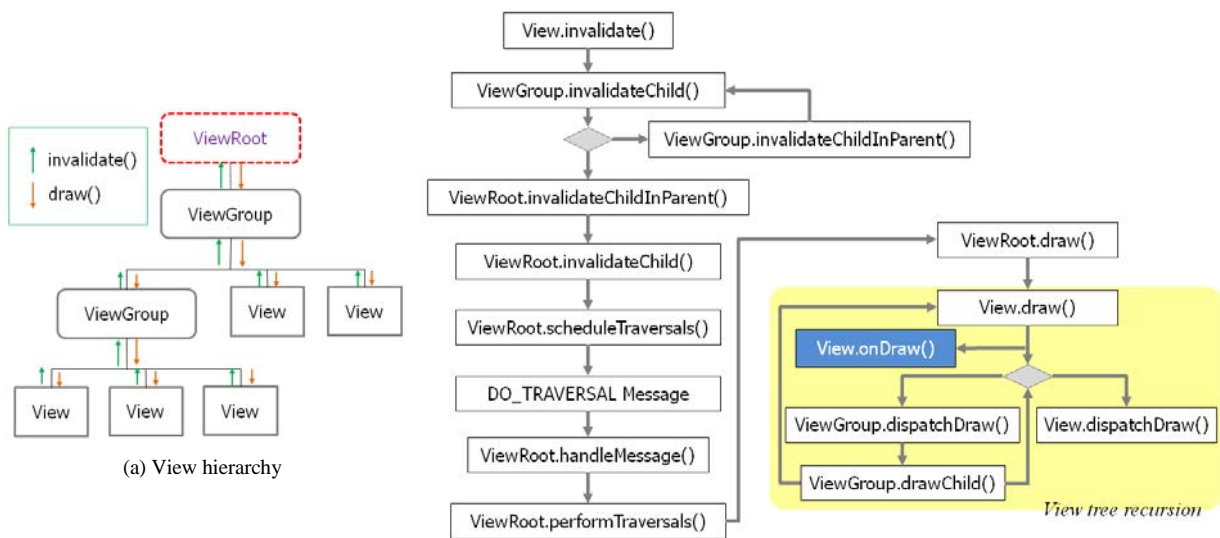 invalidate()
draw()
ViewRoot
ViewGroup
ViewGroup
View
View
View
View
View
(a) View hierarchy
View.invalidate()
ViewGroup.invalidateChild()
ViewGroup.invalidateChildInParent()
ViewRoot.invalidateChildInParent()
ViewRoot.invalidateChild()
ViewRoot.scheduleTraversals()
DO_TRAVERSAL Message
ViewRoot.handleMessage()
ViewRoot.performTraversals()
ViewRoot.draw()
View.draw()
View.onDraw()
ViewGroup.dispatchDraw()
View.dispatchDraw()
ViewGroup.drawChild()
View tree recursion